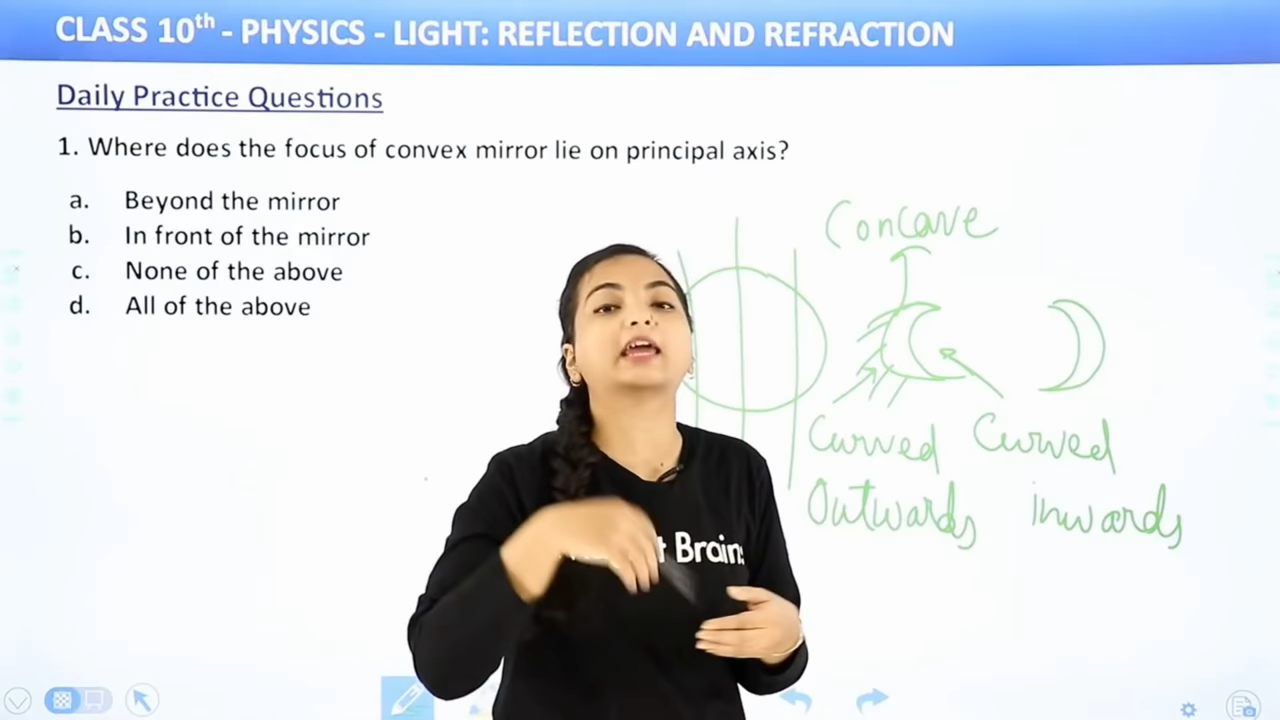 CLASS 10th - PHYSICS - LIGHT: REFLECTION AND REFRACTION
Daily Practice Questions
1. Where does the focus of convex mirror lie on principal axis?
a. Beyond the mirror
b. In front of the mirror
c. None of the above
d. All of the above
Concave
Curved Curved
Outwards inwards
Brain